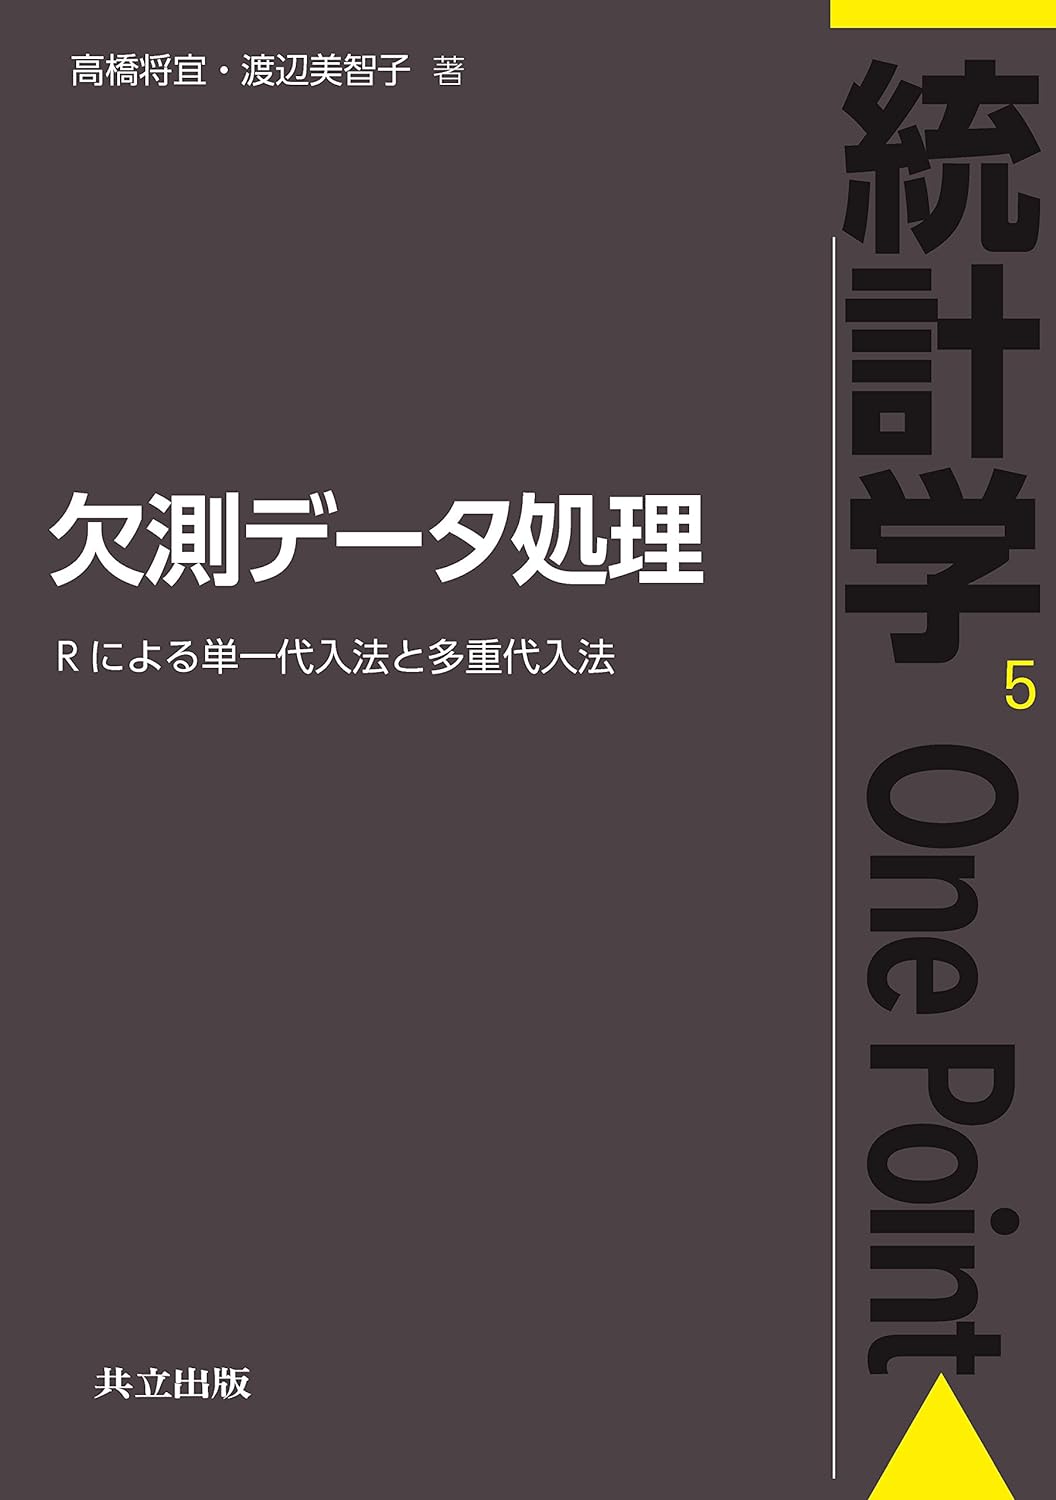 高橋将宜・渡辺美智子 著
欠測データ処理
Rによる単一代入法と多重代入法
統計学
5
One Point
共立出版